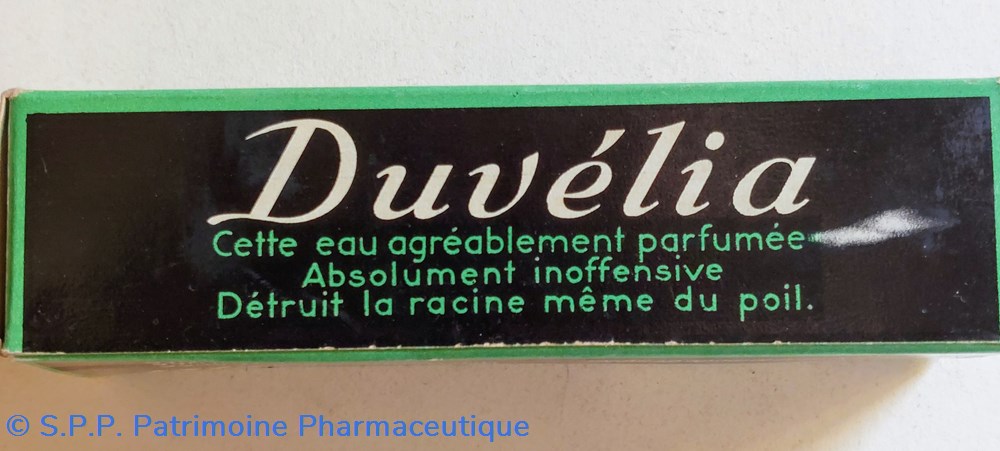 Duvélia
Cette eau agréablement parfumée
Absolument inoffensive
Détruit la racine même du poil.
© S.P.P. Patrimoine Pharmaceutique